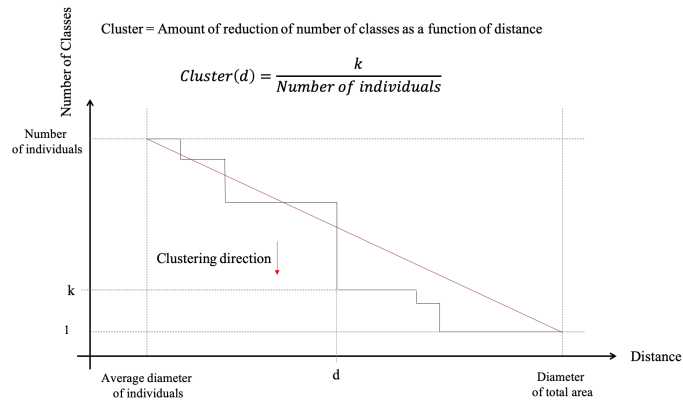 Cluster = Amount of reduction of number of classes as a function of distance
Cluster(d) = k / Number of individuals
Number of Classes
Number
of individuals
Clustering direction
k
1
Distance
Average diameter
of individuals
d
Diameter
of total area